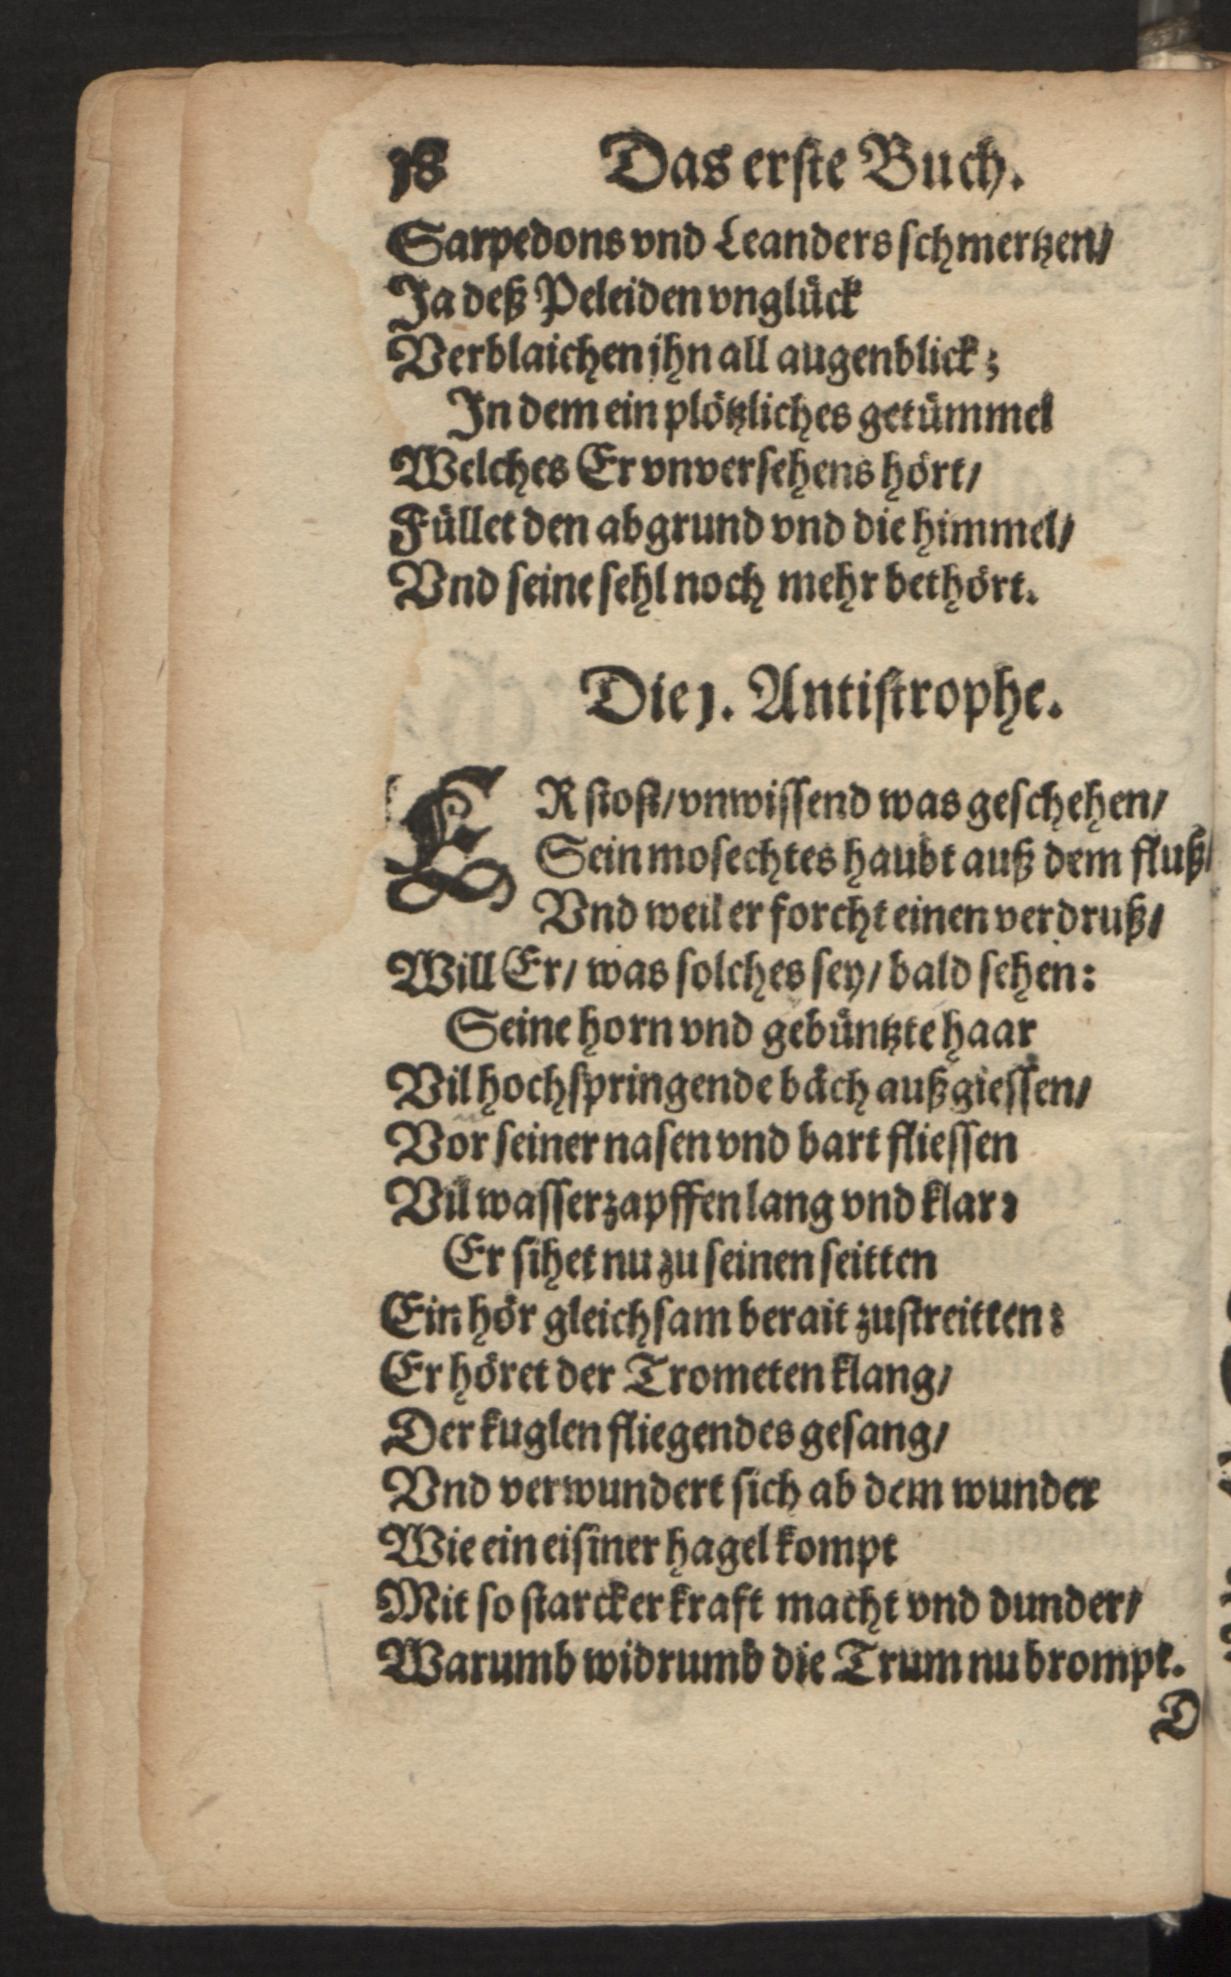 18 Das erste Buch.
Sarpedons vnd Leanders schmertzen/
Ja deß Peleiden vnglück
Verblaichen jhn all augenblick;
In dem ein plötzliches getümmel
Welches Er vnversehens hört/
Füllet den abgrund vnd die himmel/
Vnd seine sehl noch mehr bethört.
Die 1. Antistrophe.
ER stost/ vnwissend was geschehen/
Sein mosechtes haubt auß dem fluß/
Vnd weil er forcht einen verdruß/
Will Er/ was solches sey/ bald sehen:
Seine horn vnd gebüntzte haar
Vil hochspringende bäch außgiessen/
Vor seiner nasen vnd bart fliessen
Vil wasserzapffen lang vnd klar:
Er sihet nu zu seinen seitten
Ein hör gleichsam berait zustreitten:
Er höret der Trometen klang/
Der kuglen fliegendes gesang/
Vnd verwundert sich ab dem wunder
Wie ein eisiner hagel kompt
Mit so starcker kraft macht vnd dunder/
Warumb widrumb die Trum nu brompt.
D